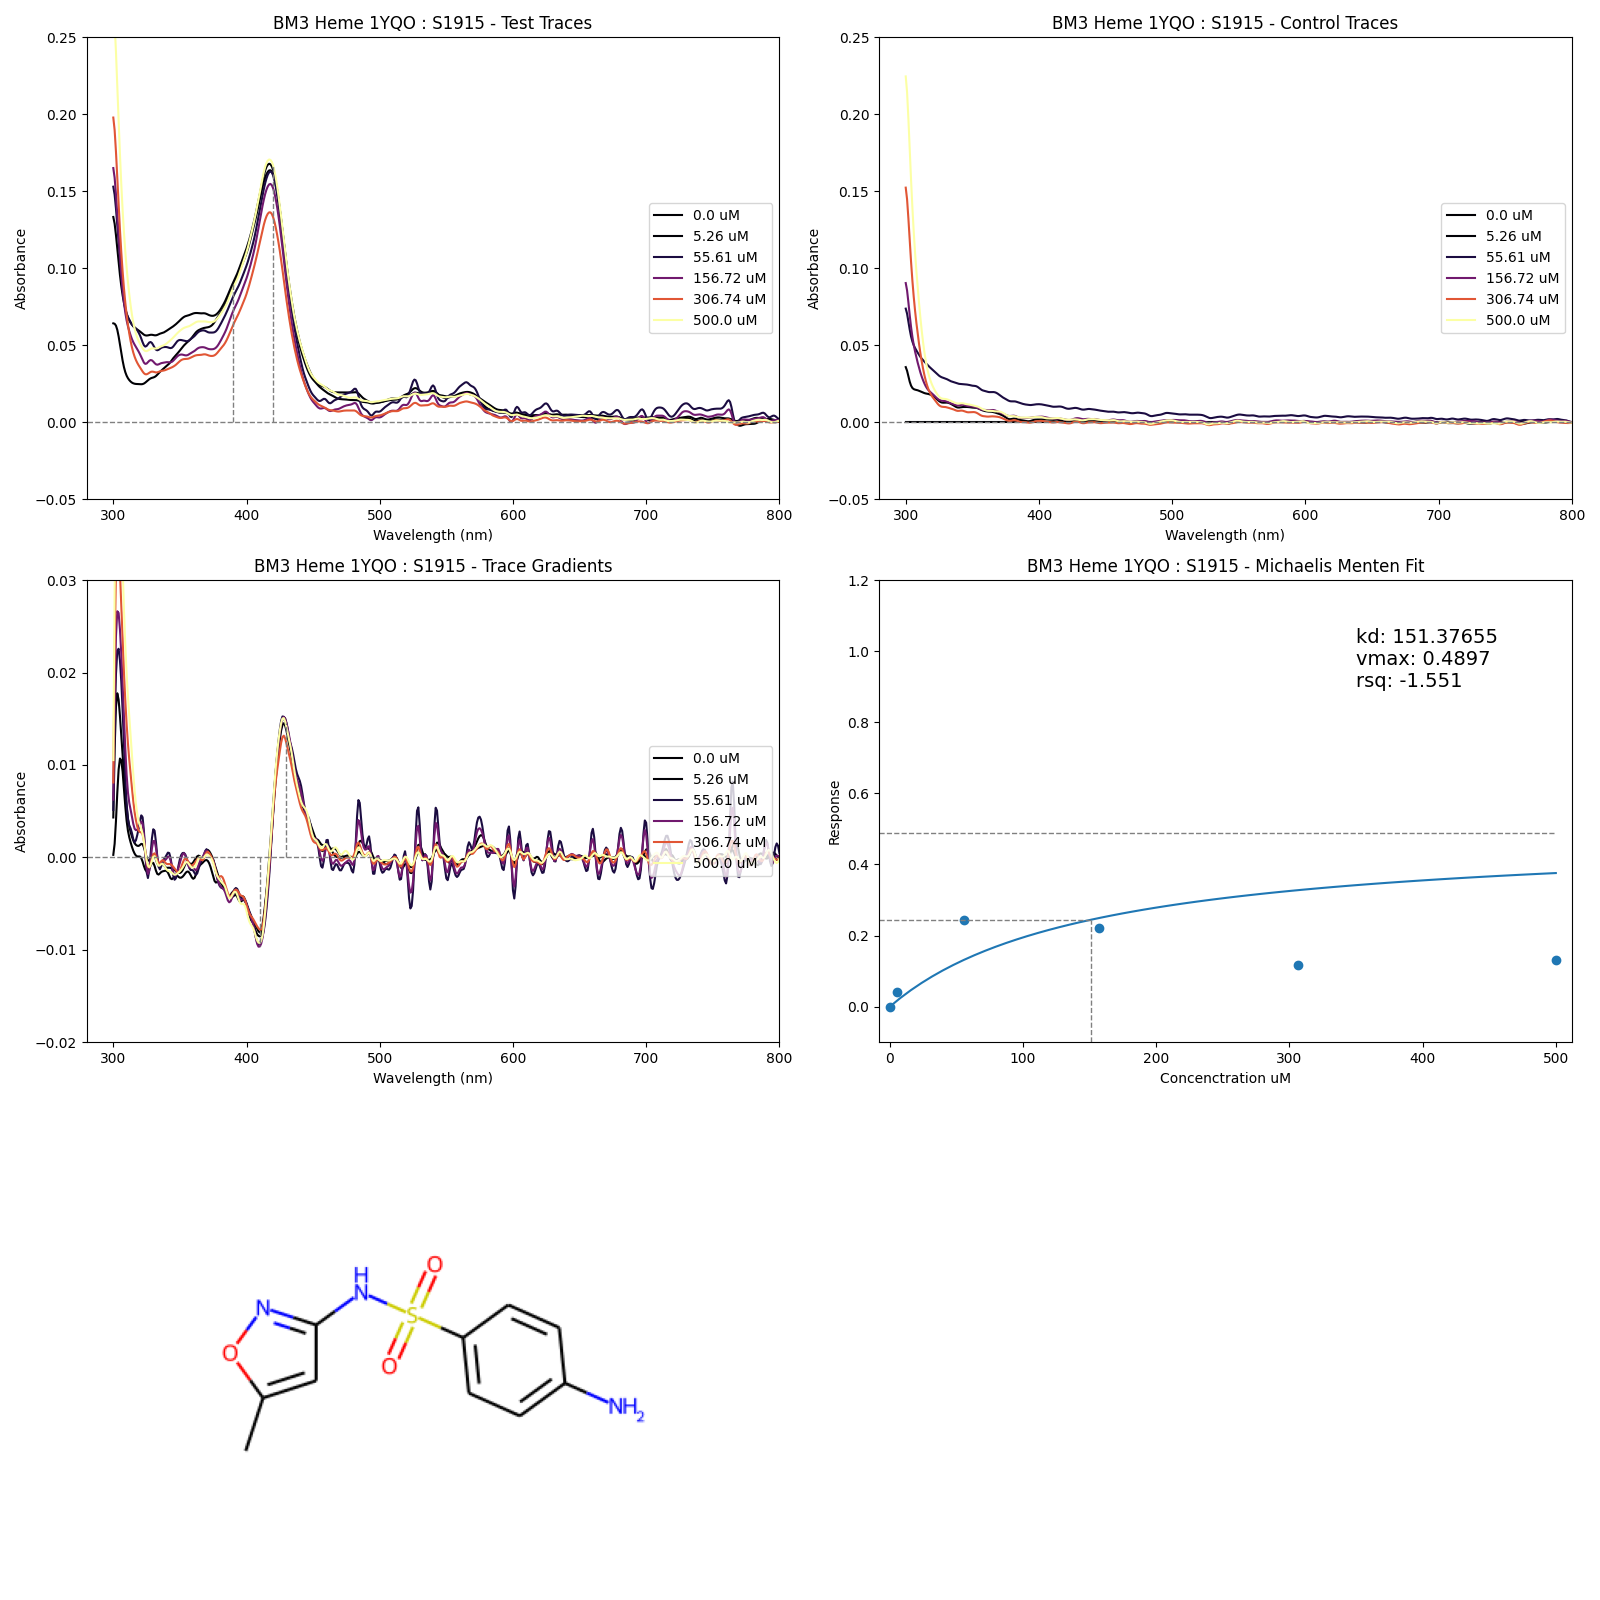 BM3 Heme 1YQO : S1915 - Test Traces
0.25
0.20
0.15
0.10
0.05
0.00
−0.05
Absorbance
300 400 500 600 700 800
Wavelength (nm)
0.0 uM
5.26 uM
55.61 uM
156.72 uM
306.74 uM
500.0 uM
BM3 Heme 1YQO : S1915 - Control Traces
0.25
0.20
0.15
0.10
0.05
0.00
−0.05
Absorbance
300 400 500 600 700 800
Wavelength (nm)
0.0 uM
5.26 uM
55.61 uM
156.72 uM
306.74 uM
500.0 uM
BM3 Heme 1YQO : S1915 - Trace Gradients
0.03
0.02
0.01
0.00
−0.01
−0.02
Absorbance
300 400 500 600 700 800
Wavelength (nm)
0.0 uM
5.26 uM
55.61 uM
156.72 uM
306.74 uM
500.0 uM
BM3 Heme 1YQO : S1915 - Michaelis Menten Fit
1.2
1.0
0.8
0.6
0.4
0.2
0.0
Response
0 100 200 300 400 500
Concenctration uM
kd: 151.37655
vmax: 0.4897
rsq: -1.551
H
N
O
N
S
O
O
NH2